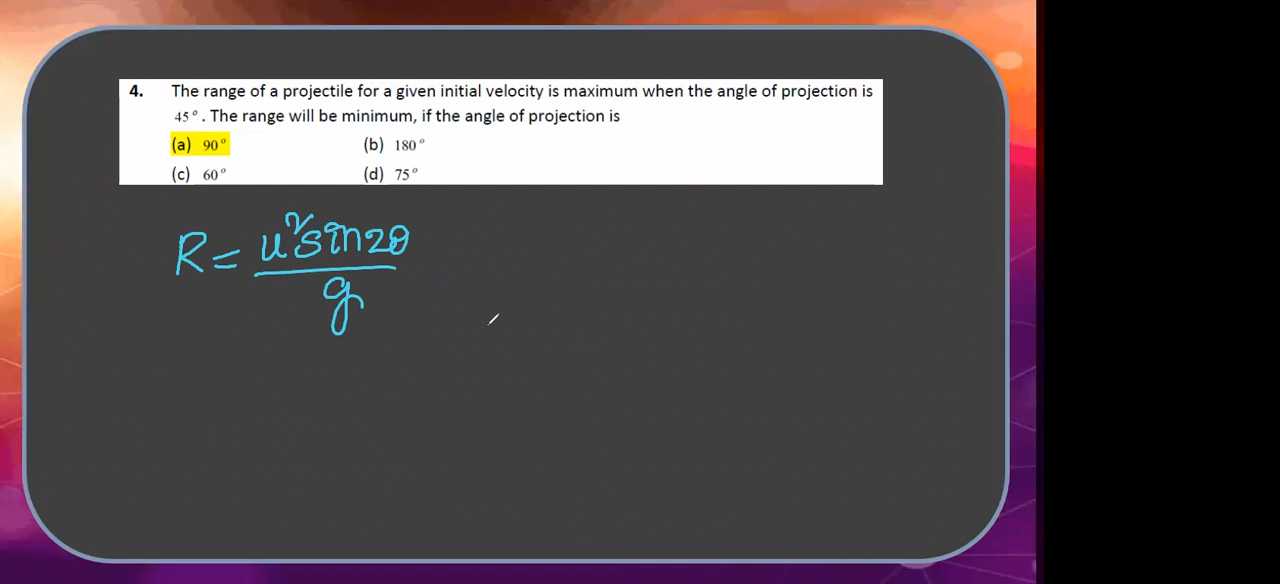 4. The range of a projectile for a given initial velocity is maximum when the angle of projection is
45°. The range will be minimum, if the angle of projection is
(a) 90° (b) 180°
(c) 60° (d) 75°
R = u²sin2θ
g